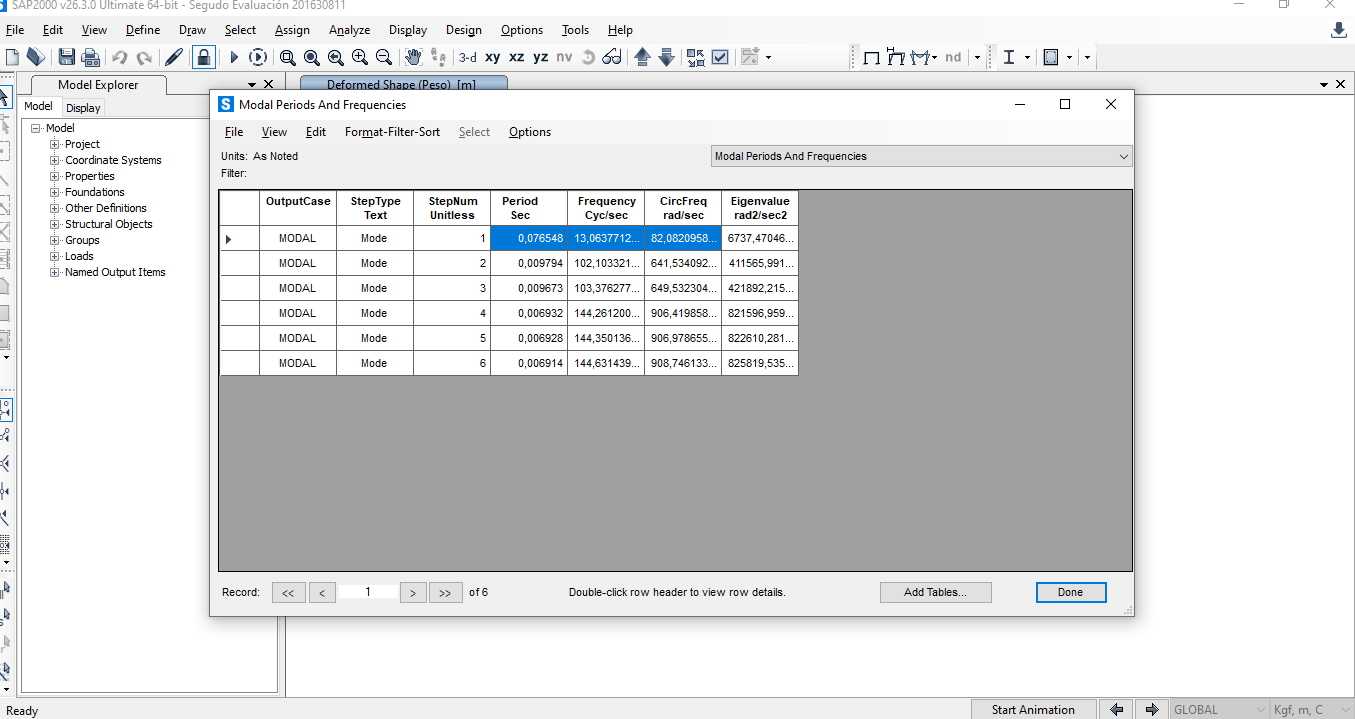 SAP2000 v26.3.0 Ultimate 64-bit - Segudo Evaluación 201630811
File Edit View Define Draw Select Assign Analyze Display Design Options Tools Help
3-d xy xz yz nv nd
Model Explorer
Deformed Shape (Peso) [m]
Model Display
Model
Project
Coordinate Systems
Properties
Foundations
Other Definitions
Structural Objects
Groups
Loads
Named Output Items
Modal Periods And Frequencies
File View Edit Format-Filter-Sort Select Options
Units: As Noted
Modal Periods And Frequencies
Filter:
OutputCase StepType StepNum Period Frequency CircFreq Eigenvalue
Text Unitless Sec Cyc/sec rad/sec rad2/sec2
MODAL Mode 1 0,076548 13,0637712... 82,0820958... 6737,47046...
MODAL Mode 2 0,009794 102,103321... 641,534092... 411565,991...
MODAL Mode 3 0,009673 103,376277... 649,532304... 421892,215...
MODAL Mode 4 0,006932 144,261200... 906,419858... 821596,959...
MODAL Mode 5 0,006928 144,350136... 906,978655... 822610,281...
MODAL Mode 6 0,006914 144,631439... 908,746133... 825819,535...
Record: << < 1 > >> of 6 Double-click row header to view row details. Add Tables... Done
Ready Start Animation GLOBAL Kgf, m, C